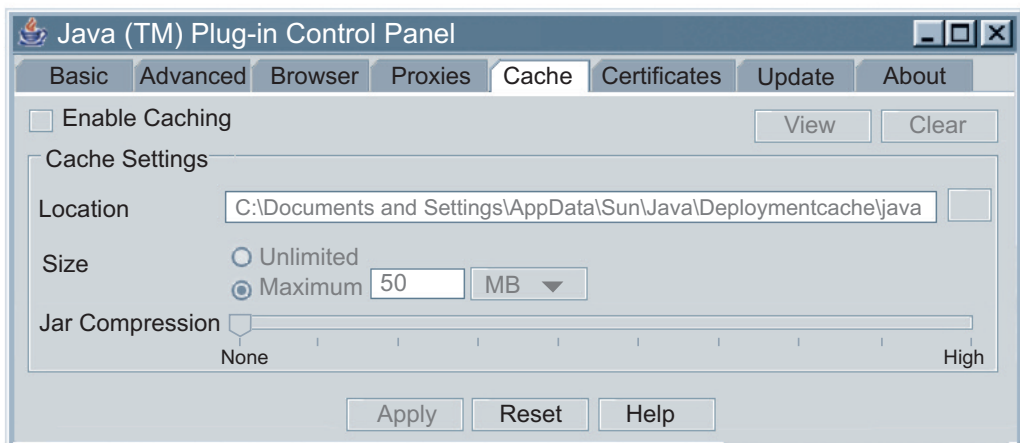 Java (TM) Plug-in Control Panel
Basic Advanced Browser Proxies Cache Certificates Update About
Enable Caching View Clear
Cache Settings
Location C:\Documents and Settings\AppData\Sun\Java\Deploymentcache\java
Size Unlimited
Maximum 50 MB
Jar Compression
None High
Apply Reset Help